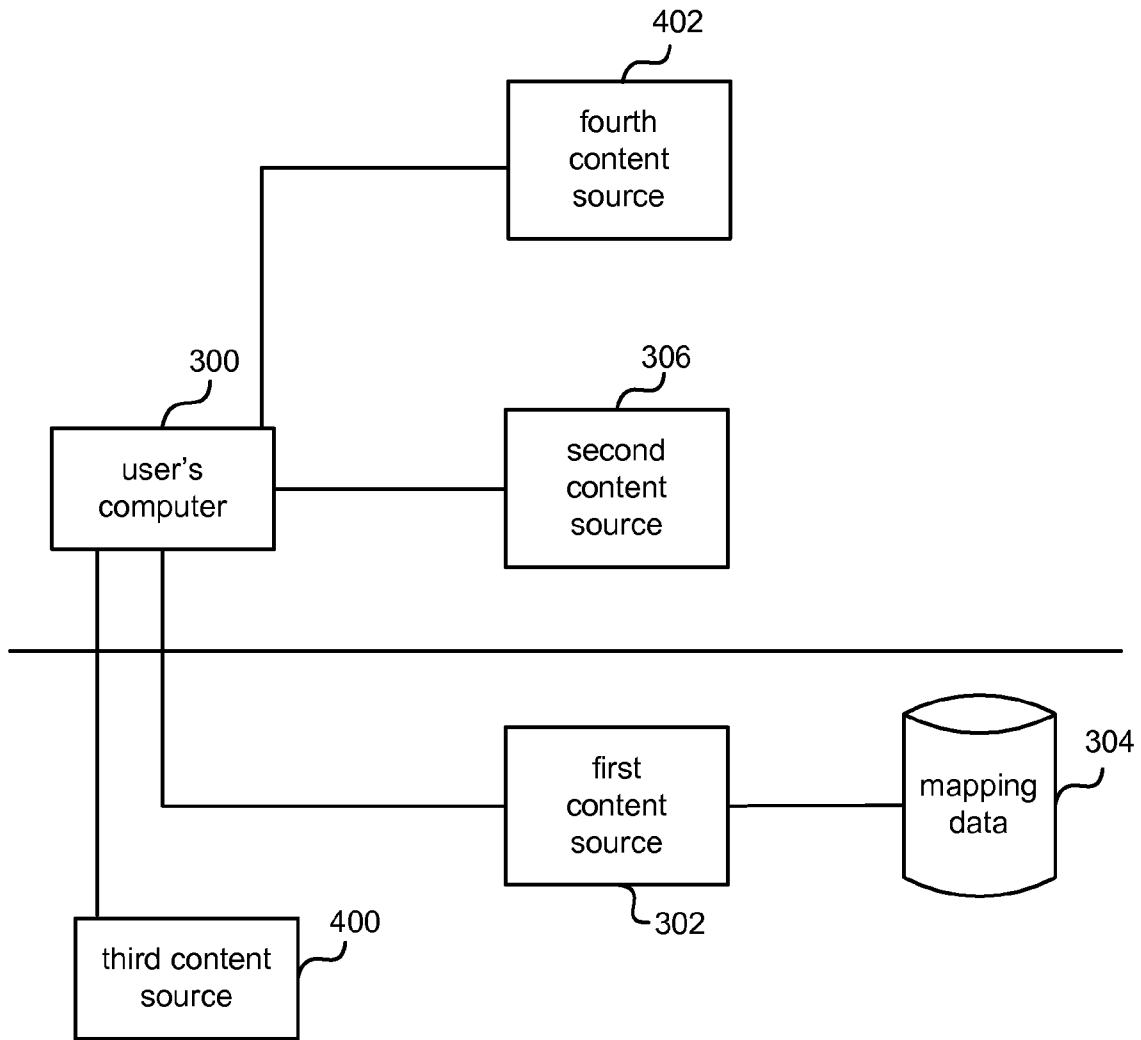 402
fourth
content
source
300
306
user's
computer
second
content
source
first
content
source
302
mapping
data
304
400
third content
source